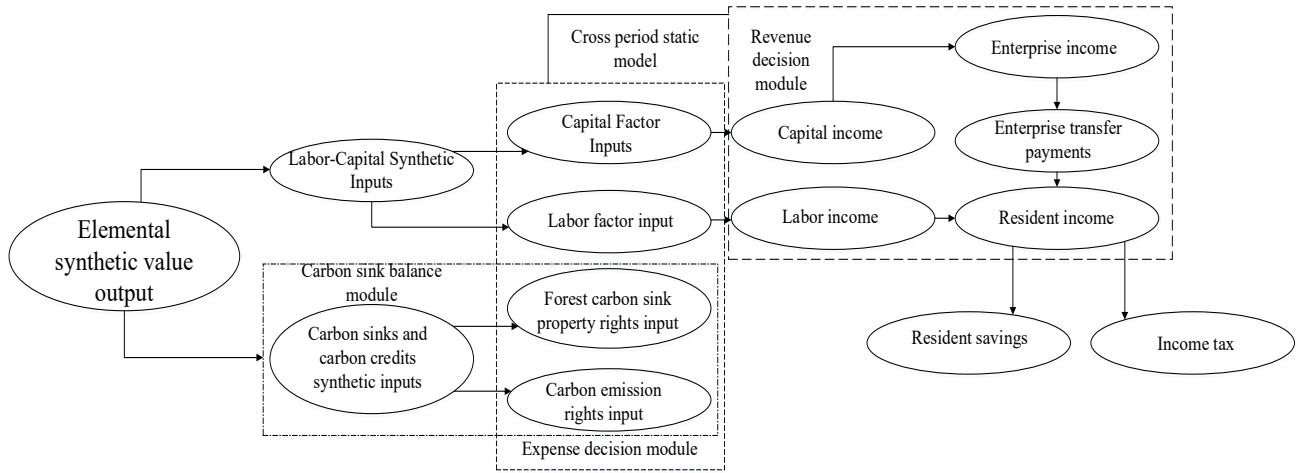 Cross period static
model
Revenue
decision
module
Enterprise income
Capital Factor
Inputs
Capital income
Enterprise transfer
payments
Labor-Capital Synthetic
Inputs
Labor factor input
Labor income
Resident income
Elemental
synthetic value
output
Carbon sink balance
module
Forest carbon sink
property rights input
Carbon sinks and
carbon credits
synthetic inputs
Resident savings
Income tax
Carbon emission
rights input
Expense decision module